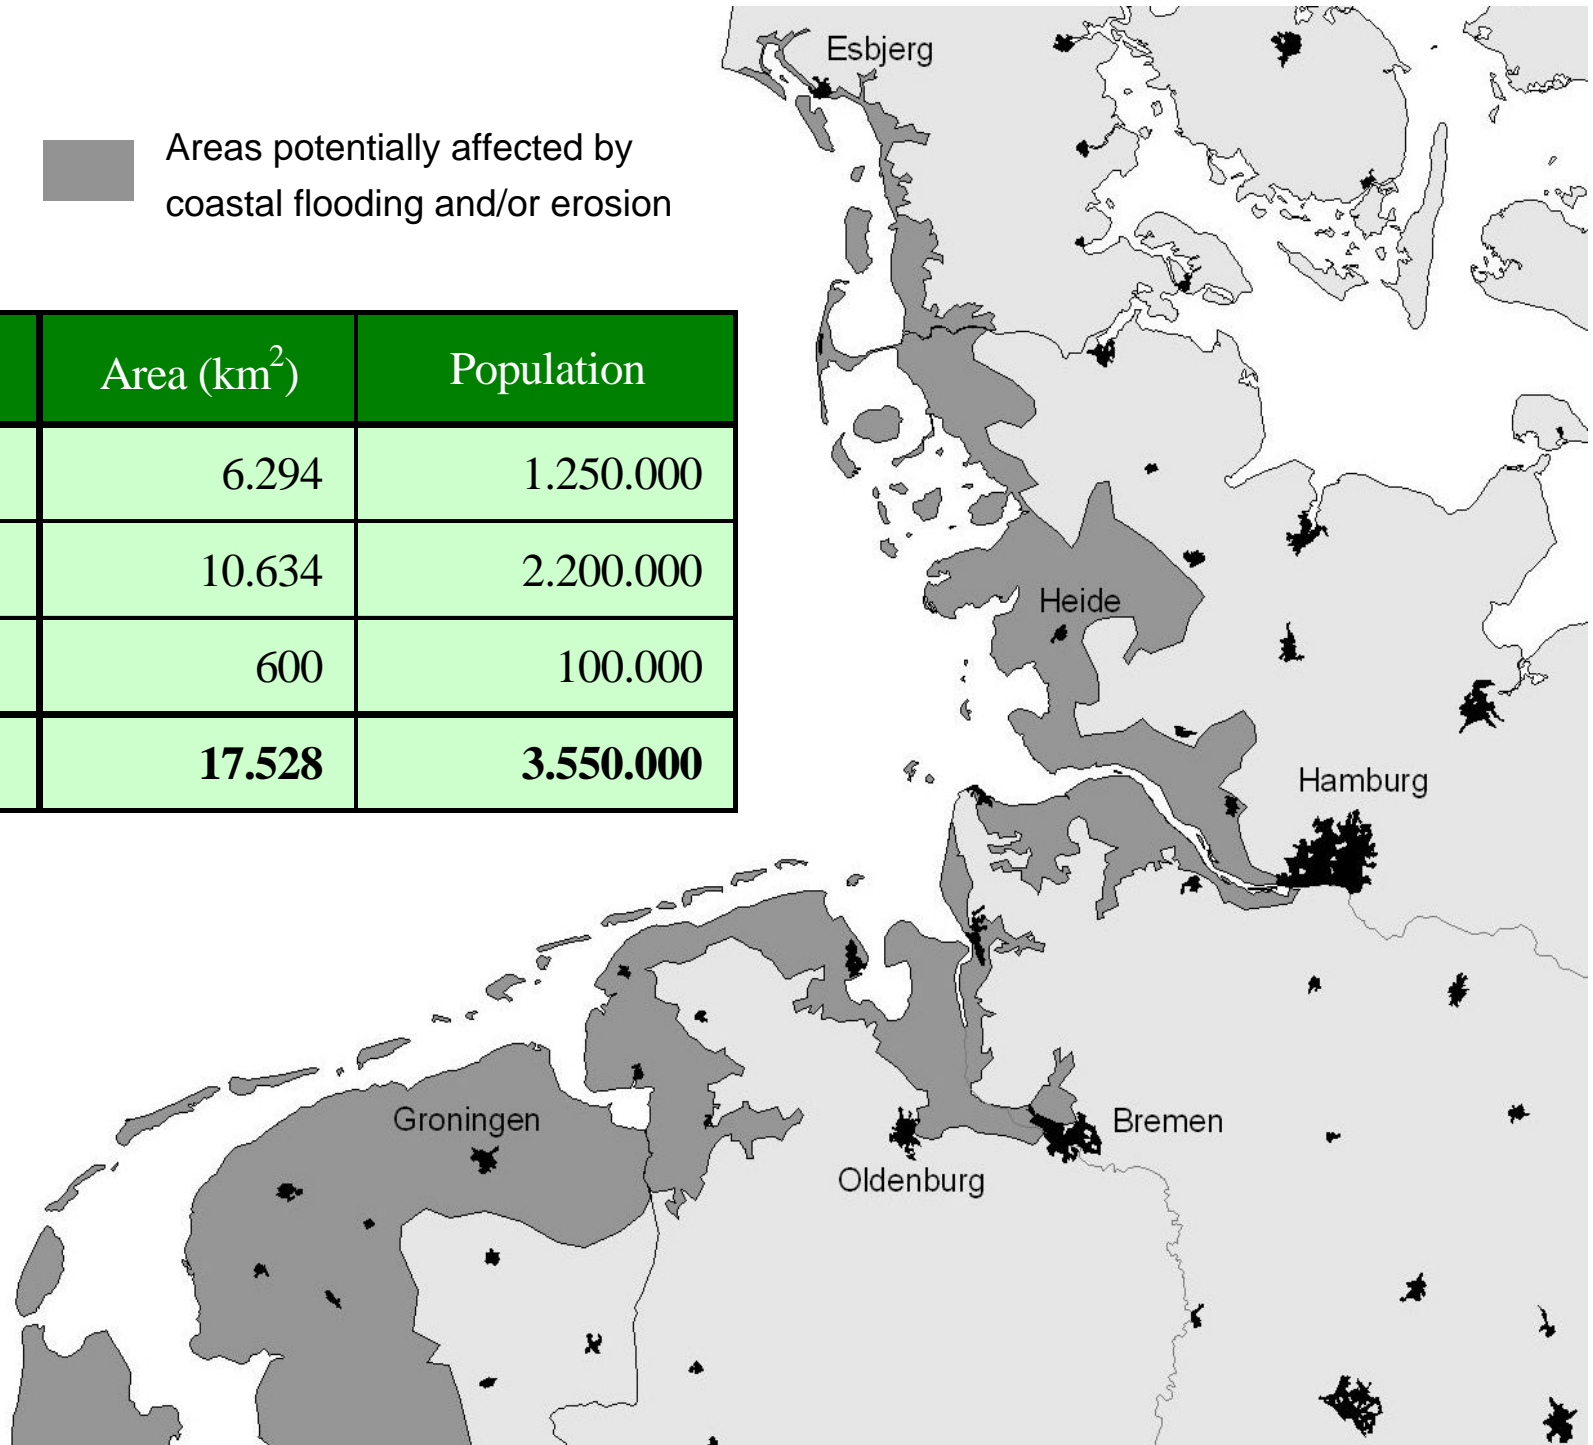 Esbjerg
Areas potentially affected by
coastal flooding and/or erosion
Area (km²) Population
6.294 1.250.000
10.634 2.200.000
600 100.000
17.528 3.550.000
Heide
Hamburg
Groningen
Bremen
Oldenburg